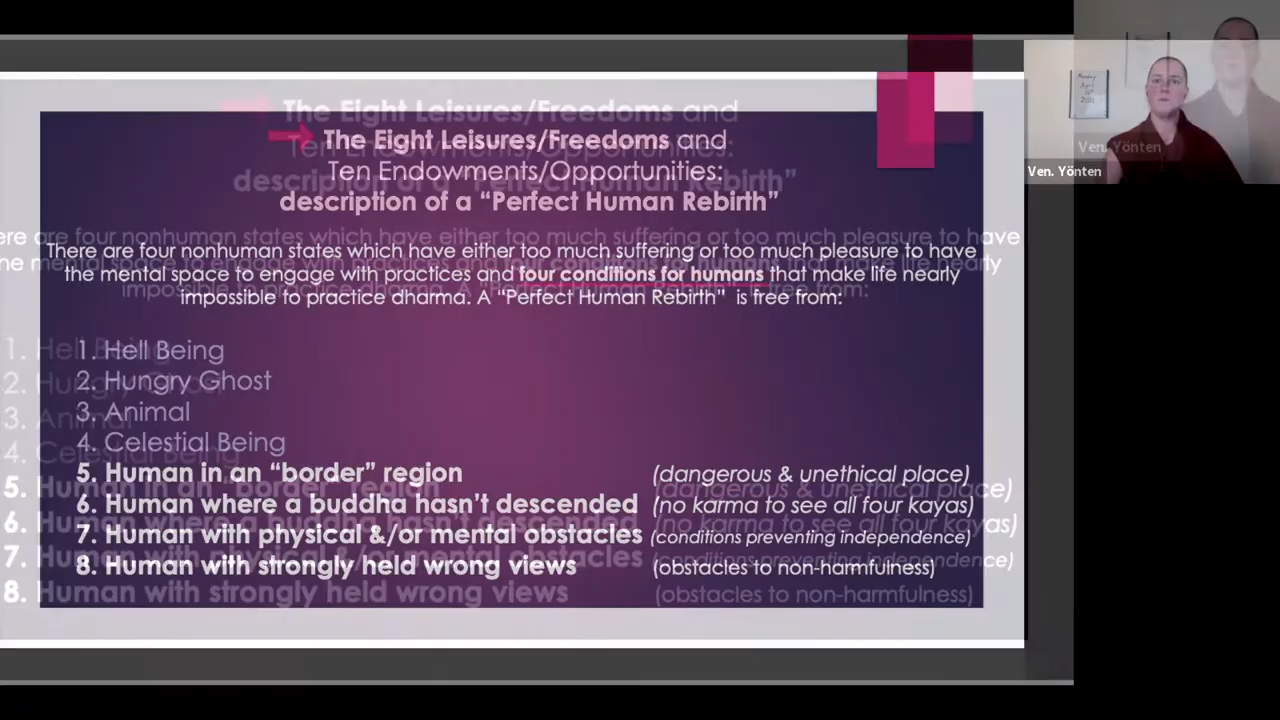 The Eight Leisures/Freedoms and
Ten Endowments/Opportunities:
description of a “Perfect Human Rebirth”
There are four nonhuman states which have either too much suffering or too much pleasure to have
the mental space to engage with practices and four conditions for humans that make life nearly
impossible to practice dharma. A “Perfect Human Rebirth” is free from:
1. Hell Being
2. Hungry Ghost
3. Animal
4. Celestial Being
5. Human in an “border” region (dangerous & unethical place)
6. Human where a buddha hasn’t descended (no karma to see all four kayas)
7. Human with physical &/or mental obstacles (conditions preventing independence)
8. Human with strongly held wrong views (obstacles to non-harmfulness)
Monday
April
2021
Ven. Yönten
Ven. Yönten